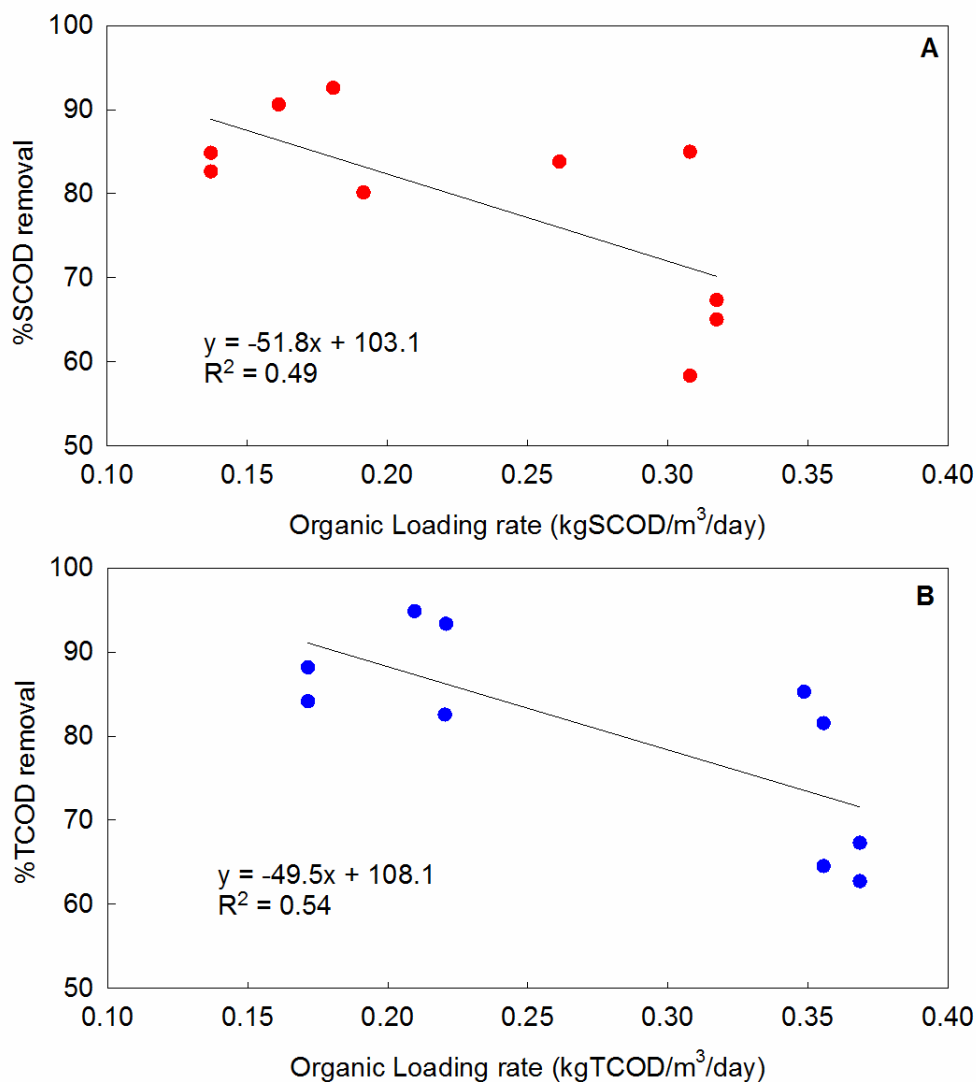 A
100
90
80
70
60
50
%SCOD removal
y = -51.8x + 103.1
R² = 0.49
0.10 0.15 0.20 0.25 0.30 0.35 0.40
Organic Loading rate (kgSCOD/m³/day)
B
100
90
80
70
60
50
%TCOD removal
y = -49.5x + 108.1
R² = 0.54
0.10 0.15 0.20 0.25 0.30 0.35 0.40
Organic Loading rate (kgTCOD/m³/day)